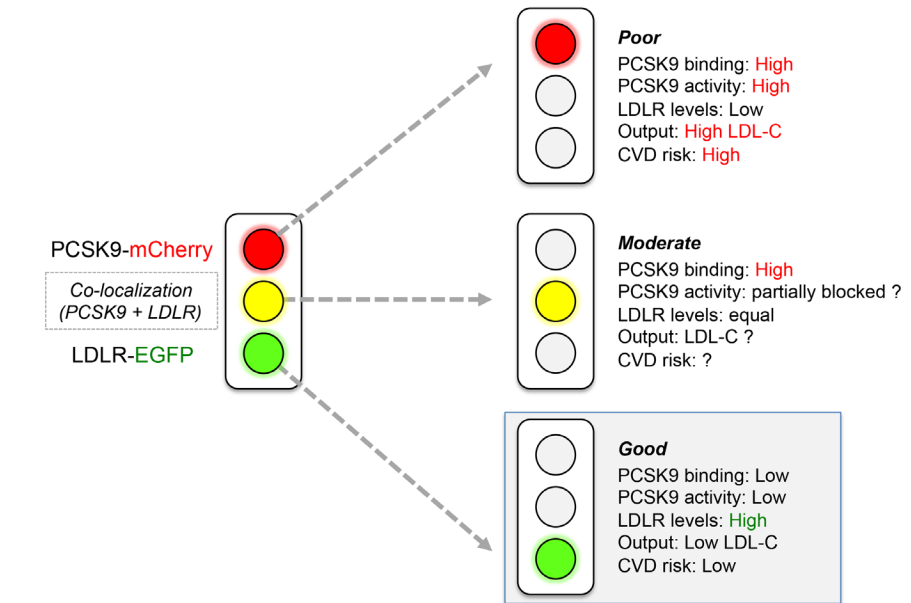 PCSK9-mCherry
Co-localization
(PCSK9 + LDLR)
LDLR-EGFP
Poor
PCSK9 binding: High
PCSK9 activity: High
LDLR levels: Low
Output: High LDL-C
CVD risk: High
Moderate
PCSK9 binding: High
PCSK9 activity: partially blocked ?
LDLR levels: equal
Output: LDL-C ?
CVD risk: ?
Good
PCSK9 binding: Low
PCSK9 activity: Low
LDLR levels: High
Output: Low LDL-C
CVD risk: Low